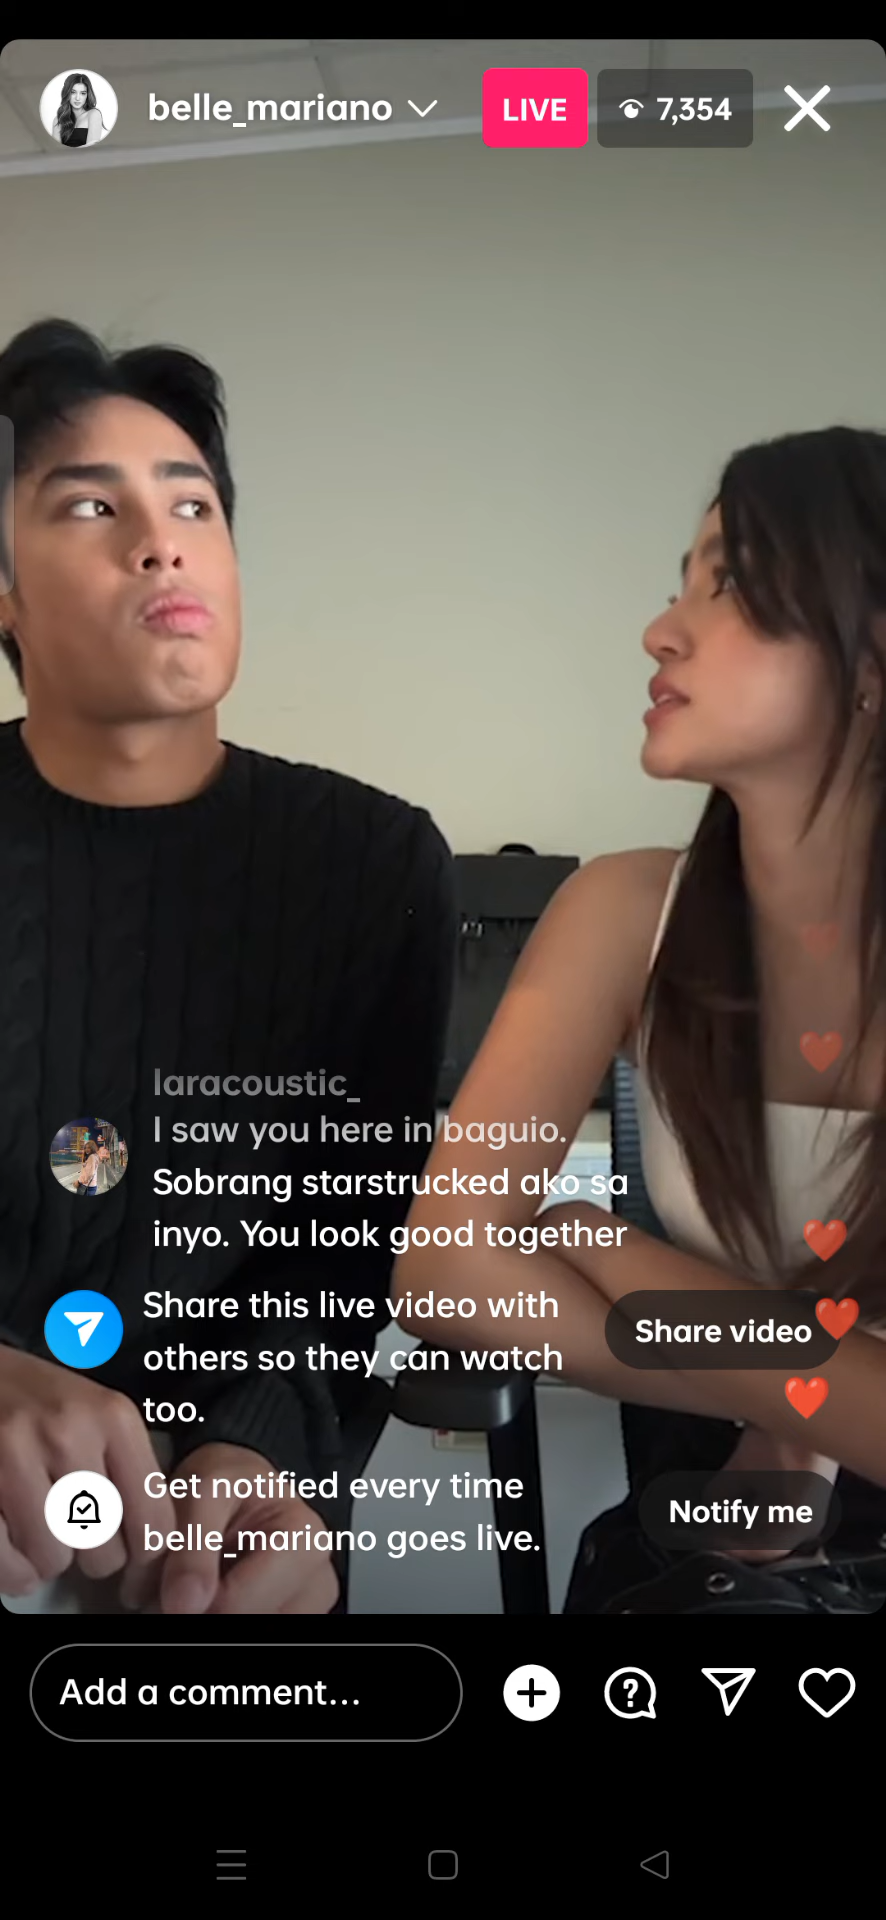 belle_mariano
LIVE
7,354
laracoustic_
I saw you here in baguio.
Sobrang starstrucked ako sa
inyo. You look good together
Share this live video with
others so they can watch
too.
Share video
Get notified every time
belle_mariano goes live.
Notify me
Add a comment...